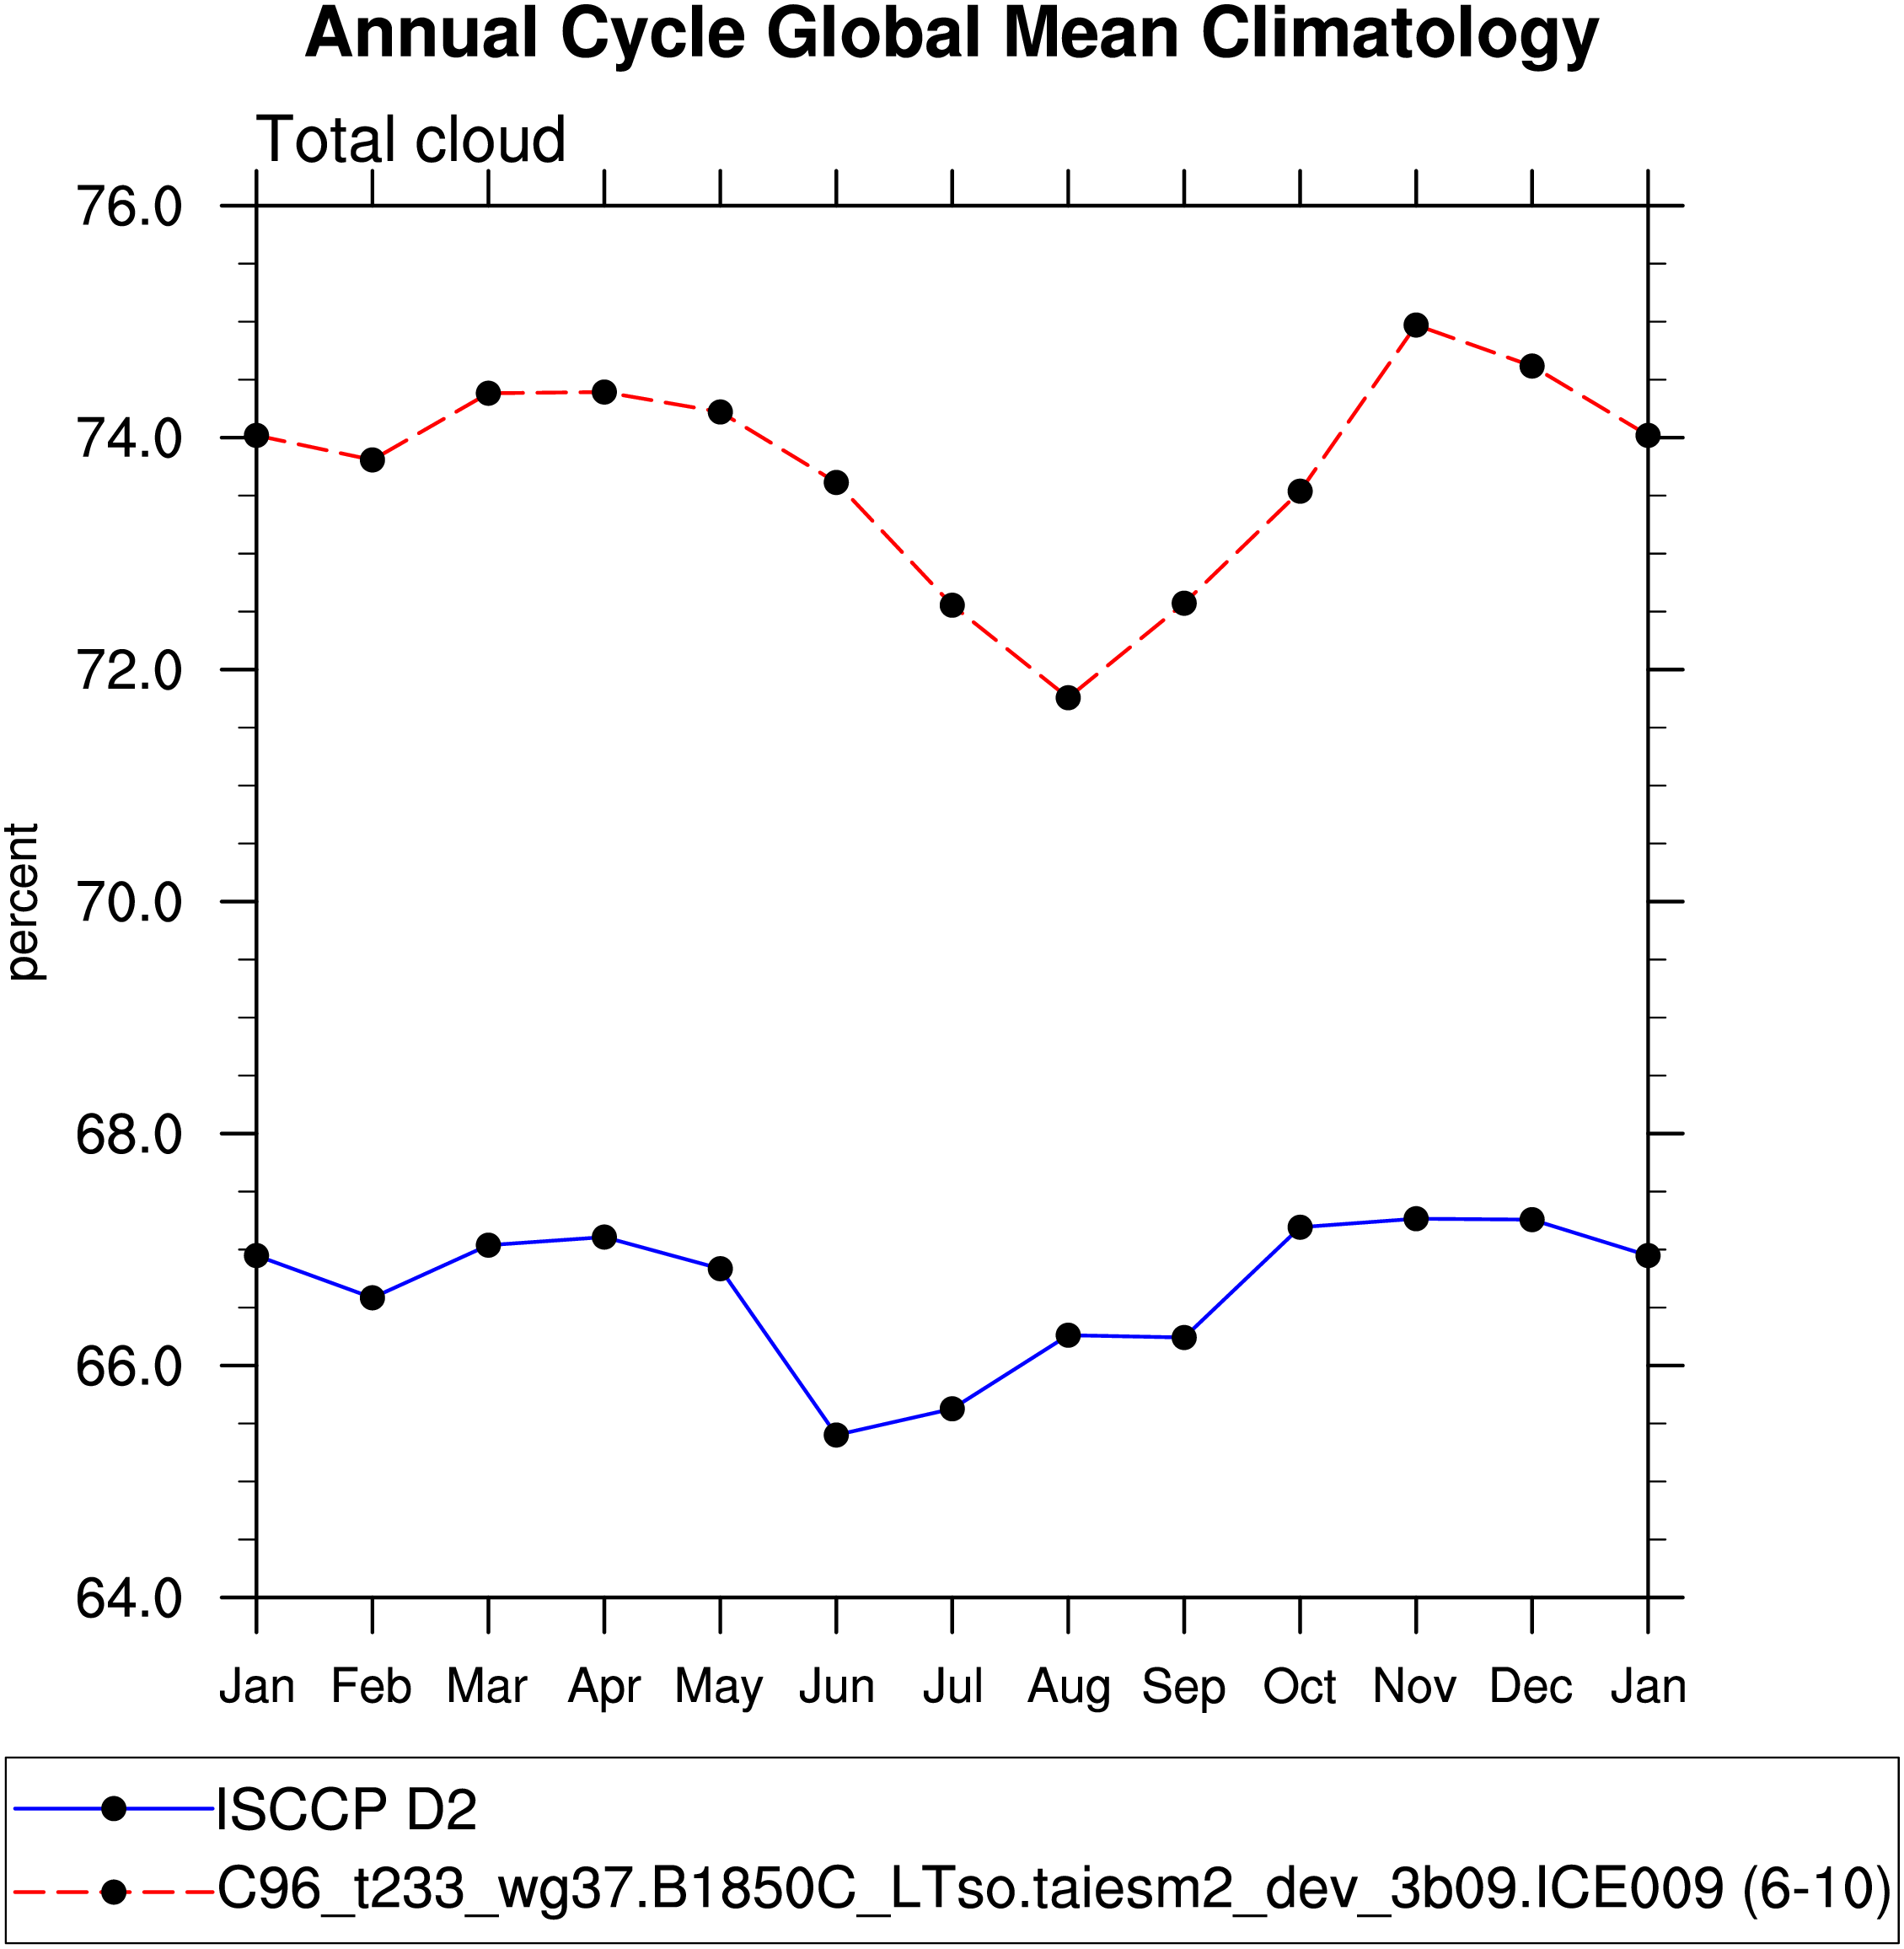 Annual Cycle Global Mean Climatology
Total cloud
76.0
74.0
72.0
70.0
68.0
66.0
64.0
percent
Jan Feb Mar Apr May Jun Jul Aug Sep Oct Nov Dec Jan
ISCCP D2
C96_t233_wg37.B1850C_LTso.taiesm2_dev_3b09.ICE009 (6-10)